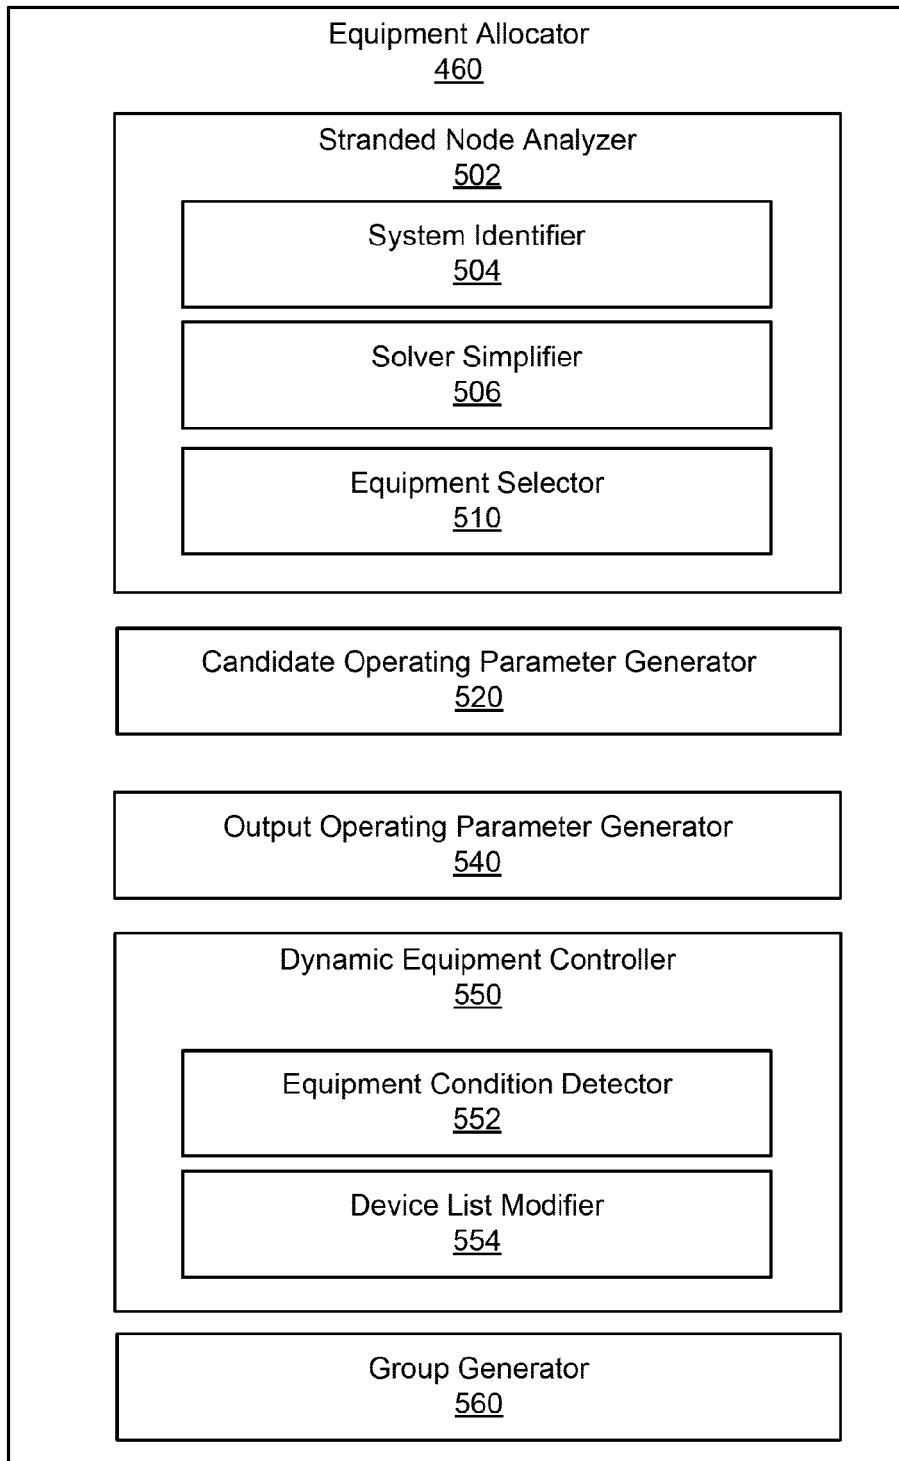 Equipment Allocator
460
Stranded Node Analyzer
502
System Identifier
504
Solver Simplifier
506
Equipment Selector
510
Candidate Operating Parameter Generator
520
Output Operating Parameter Generator
540
Dynamic Equipment Controller
550
Equipment Condition Detector
552
Device List Modifier
554
Group Generator
560